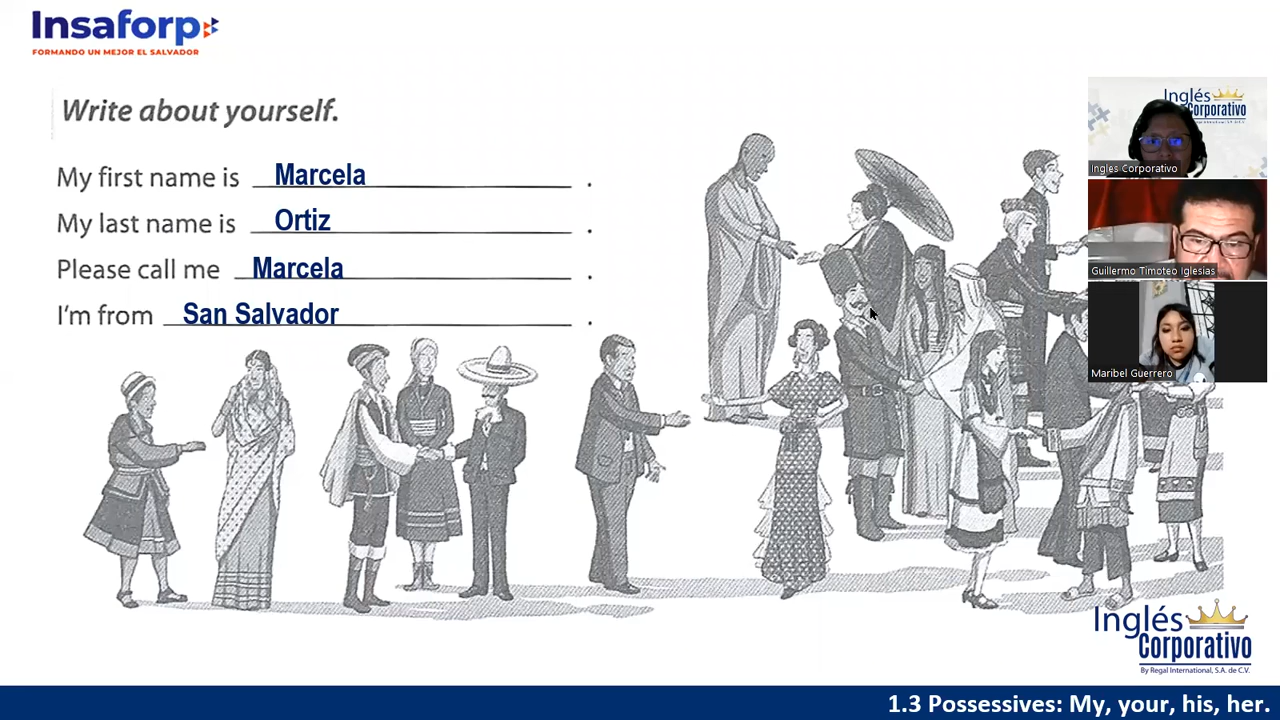 Insaforp
FORMANDO UN MEJOR EL SALVADOR
Write about yourself.
My first name is Marcela .
My last name is Ortiz .
Please call me Marcela .
I'm from San Salvador .
Inglés
Corporativo
Ingles Corporativo
Guillermo Timoteo Iglesias
Maribel Guerrero
Inglés
Corporativo
By Regal International, S.A. de C.V.
1.3 Possessives: My, your, his, her.